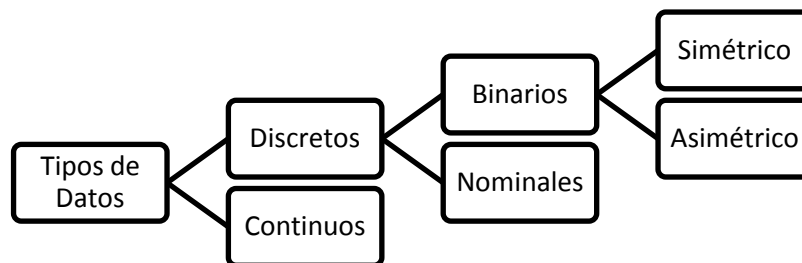 Tipos de
Datos
Discretos
Continuos
Binarios
Nominales
Simétrico
Asimétrico